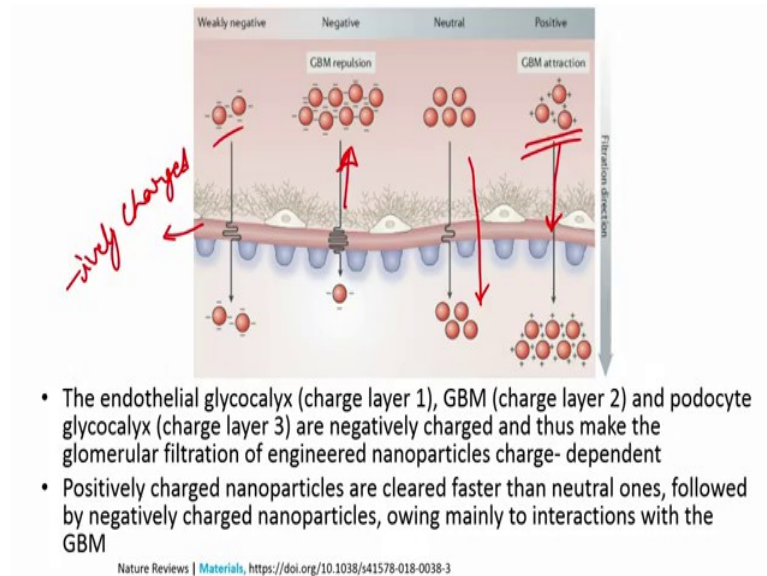 Weakly negative Negative Neutral Positive
GBM repulsion GBM attraction
Filtration direction
-ively charged
• The endothelial glycocalyx (charge layer 1), GBM (charge layer 2) and podocyte
glycocalyx (charge layer 3) are negatively charged and thus make the
glomerular filtration of engineered nanoparticles charge- dependent
• Positively charged nanoparticles are cleared faster than neutral ones, followed
by negatively charged nanoparticles, owing mainly to interactions with the
GBM
Nature Reviews | Materials, https://doi.org/10.1038/s41578-018-0038-3